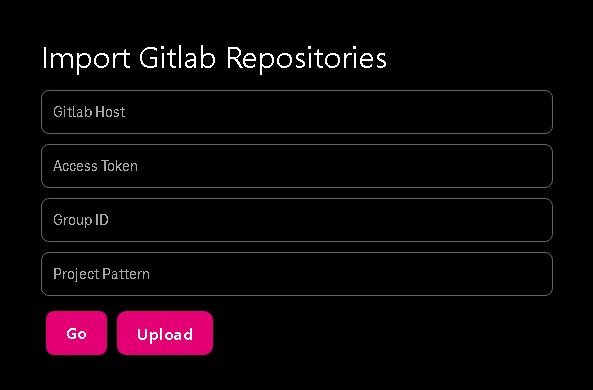 Import Gitlab Repositories
Gitlab Host
Access Token
Group ID
Project Pattern
Go
Upload